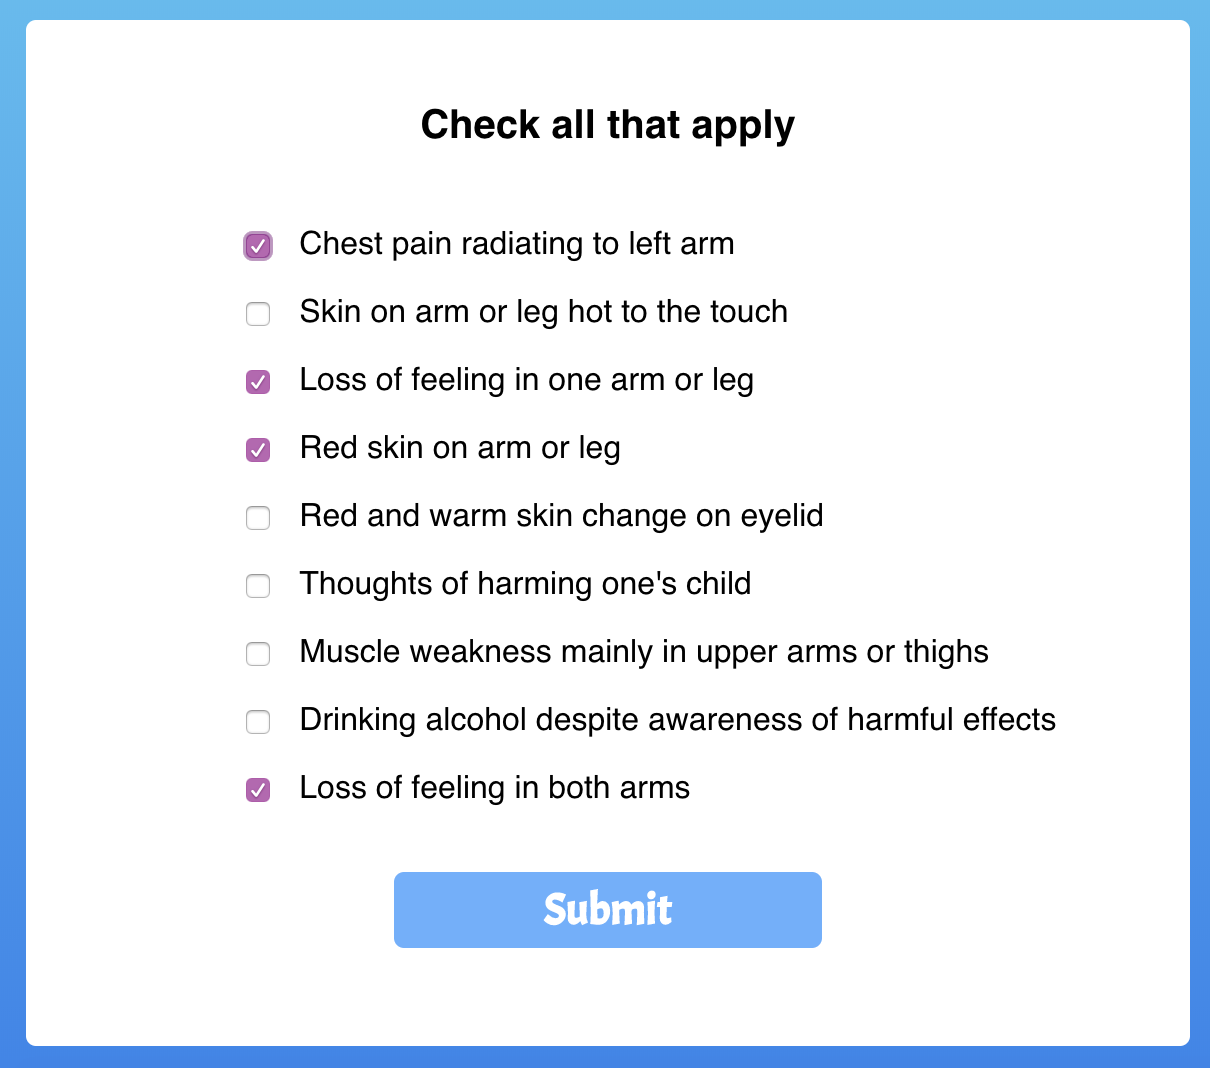 Check all that apply
Chest pain radiating to left arm
Skin on arm or leg hot to the touch
Loss of feeling in one arm or leg
Red skin on arm or leg
Red and warm skin change on eyelid
Thoughts of harming one's child
Muscle weakness mainly in upper arms or thighs
Drinking alcohol despite awareness of harmful effects
Loss of feeling in both arms
Submit